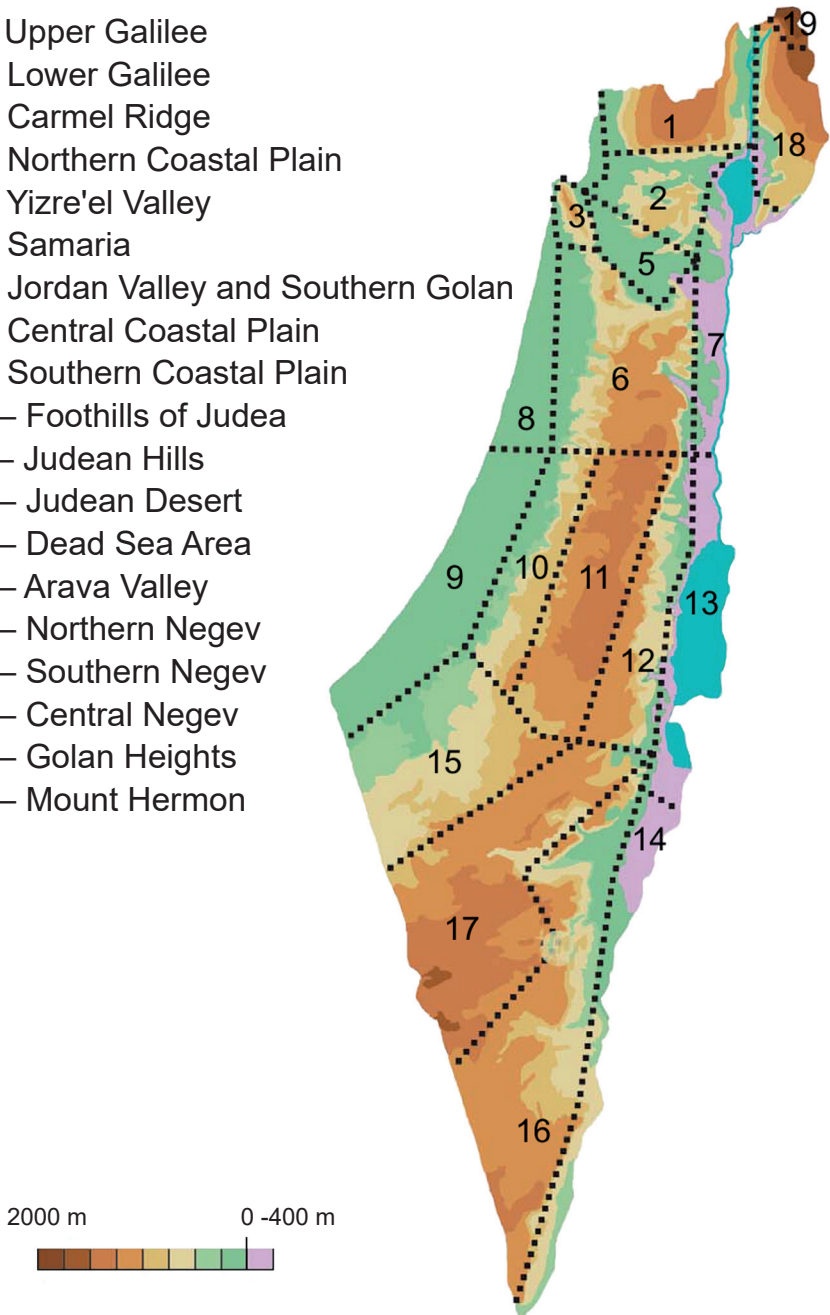 Upper Galilee
Lower Galilee
Carmel Ridge
Northern Coastal Plain
Yizre'el Valley
Samaria
Jordan Valley and Southern Golan
Central Coastal Plain
Southern Coastal Plain
– Foothills of Judea
– Judean Hills
– Judean Desert
– Dead Sea Area
– Arava Valley
– Northern Negev
– Southern Negev
– Central Negev
– Golan Heights
– Mount Hermon
19
1
18
2
3
5
7
6
8
10
11
9
13
12
15
14
17
16
2000 m
0 -400 m